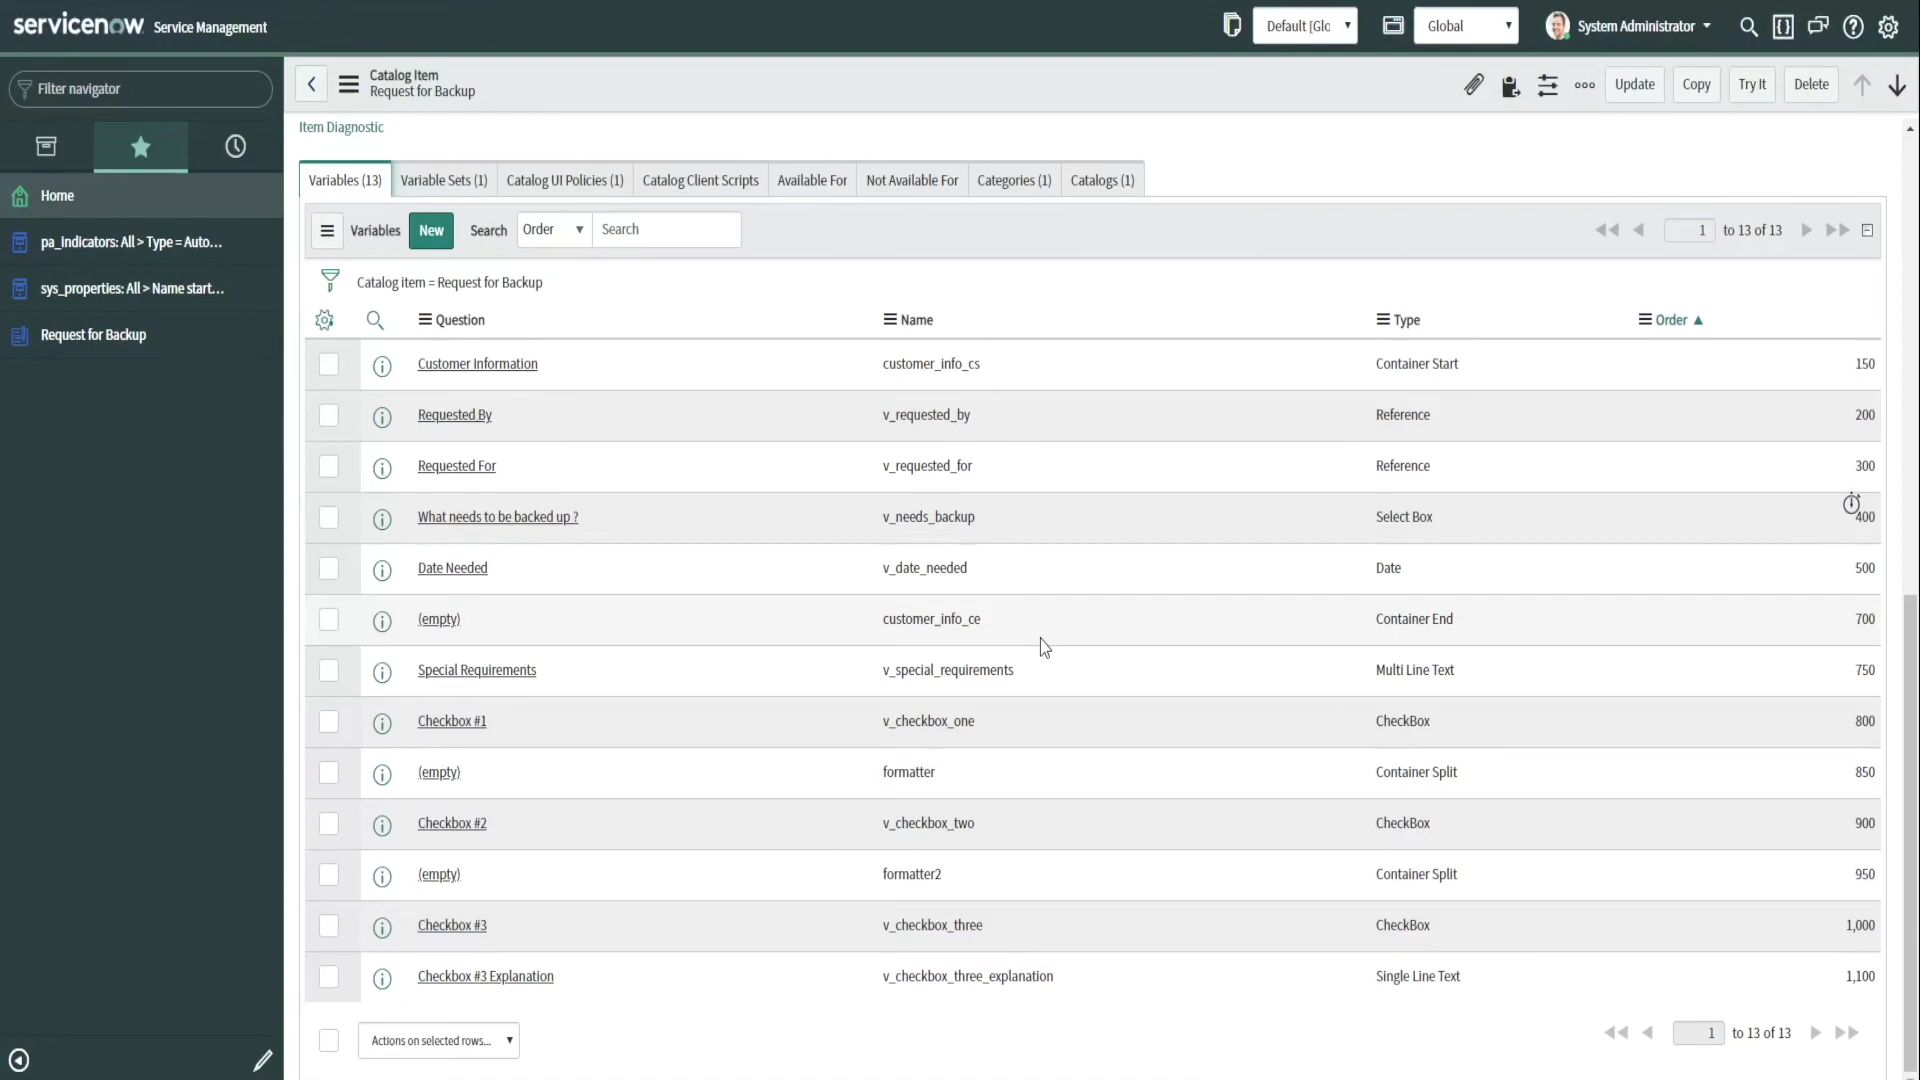 servicenow Service Management
Default [Glc
Global
System Administrator
Filter navigator
Home
pa_indicators: All > Type = Auto...
sys_properties: All > Name start...
Request for Backup
Catalog Item
Request for Backup
Update Copy Try It Delete
Item Diagnostic
Variables (13) Variable Sets (1) Catalog UI Policies (1) Catalog Client Scripts Available For Not Available For Categories (1) Catalogs (1)
Variables New Search Order Search 1 to 13 of 13
Catalog item = Request for Backup
Question Name Type Order
Customer Information customer_info_cs Container Start 150
Requested By v_requested_by Reference 200
Requested For v_requested_for Reference 300
What needs to be backed up ? v_needs_backup Select Box 400
Date Needed v_date_needed Date 500
(empty) customer_info_ce Container End 700
Special Requirements v_special_requirements Multi Line Text 750
Checkbox #1 v_checkbox_one CheckBox 800
(empty) formatter Container Split 850
Checkbox #2 v_checkbox_two CheckBox 900
(empty) formatter2 Container Split 950
Checkbox #3 v_checkbox_three CheckBox 1,000
Checkbox #3 Explanation v_checkbox_three_explanation Single Line Text 1,100
Actions on selected rows... 1 to 13 of 13